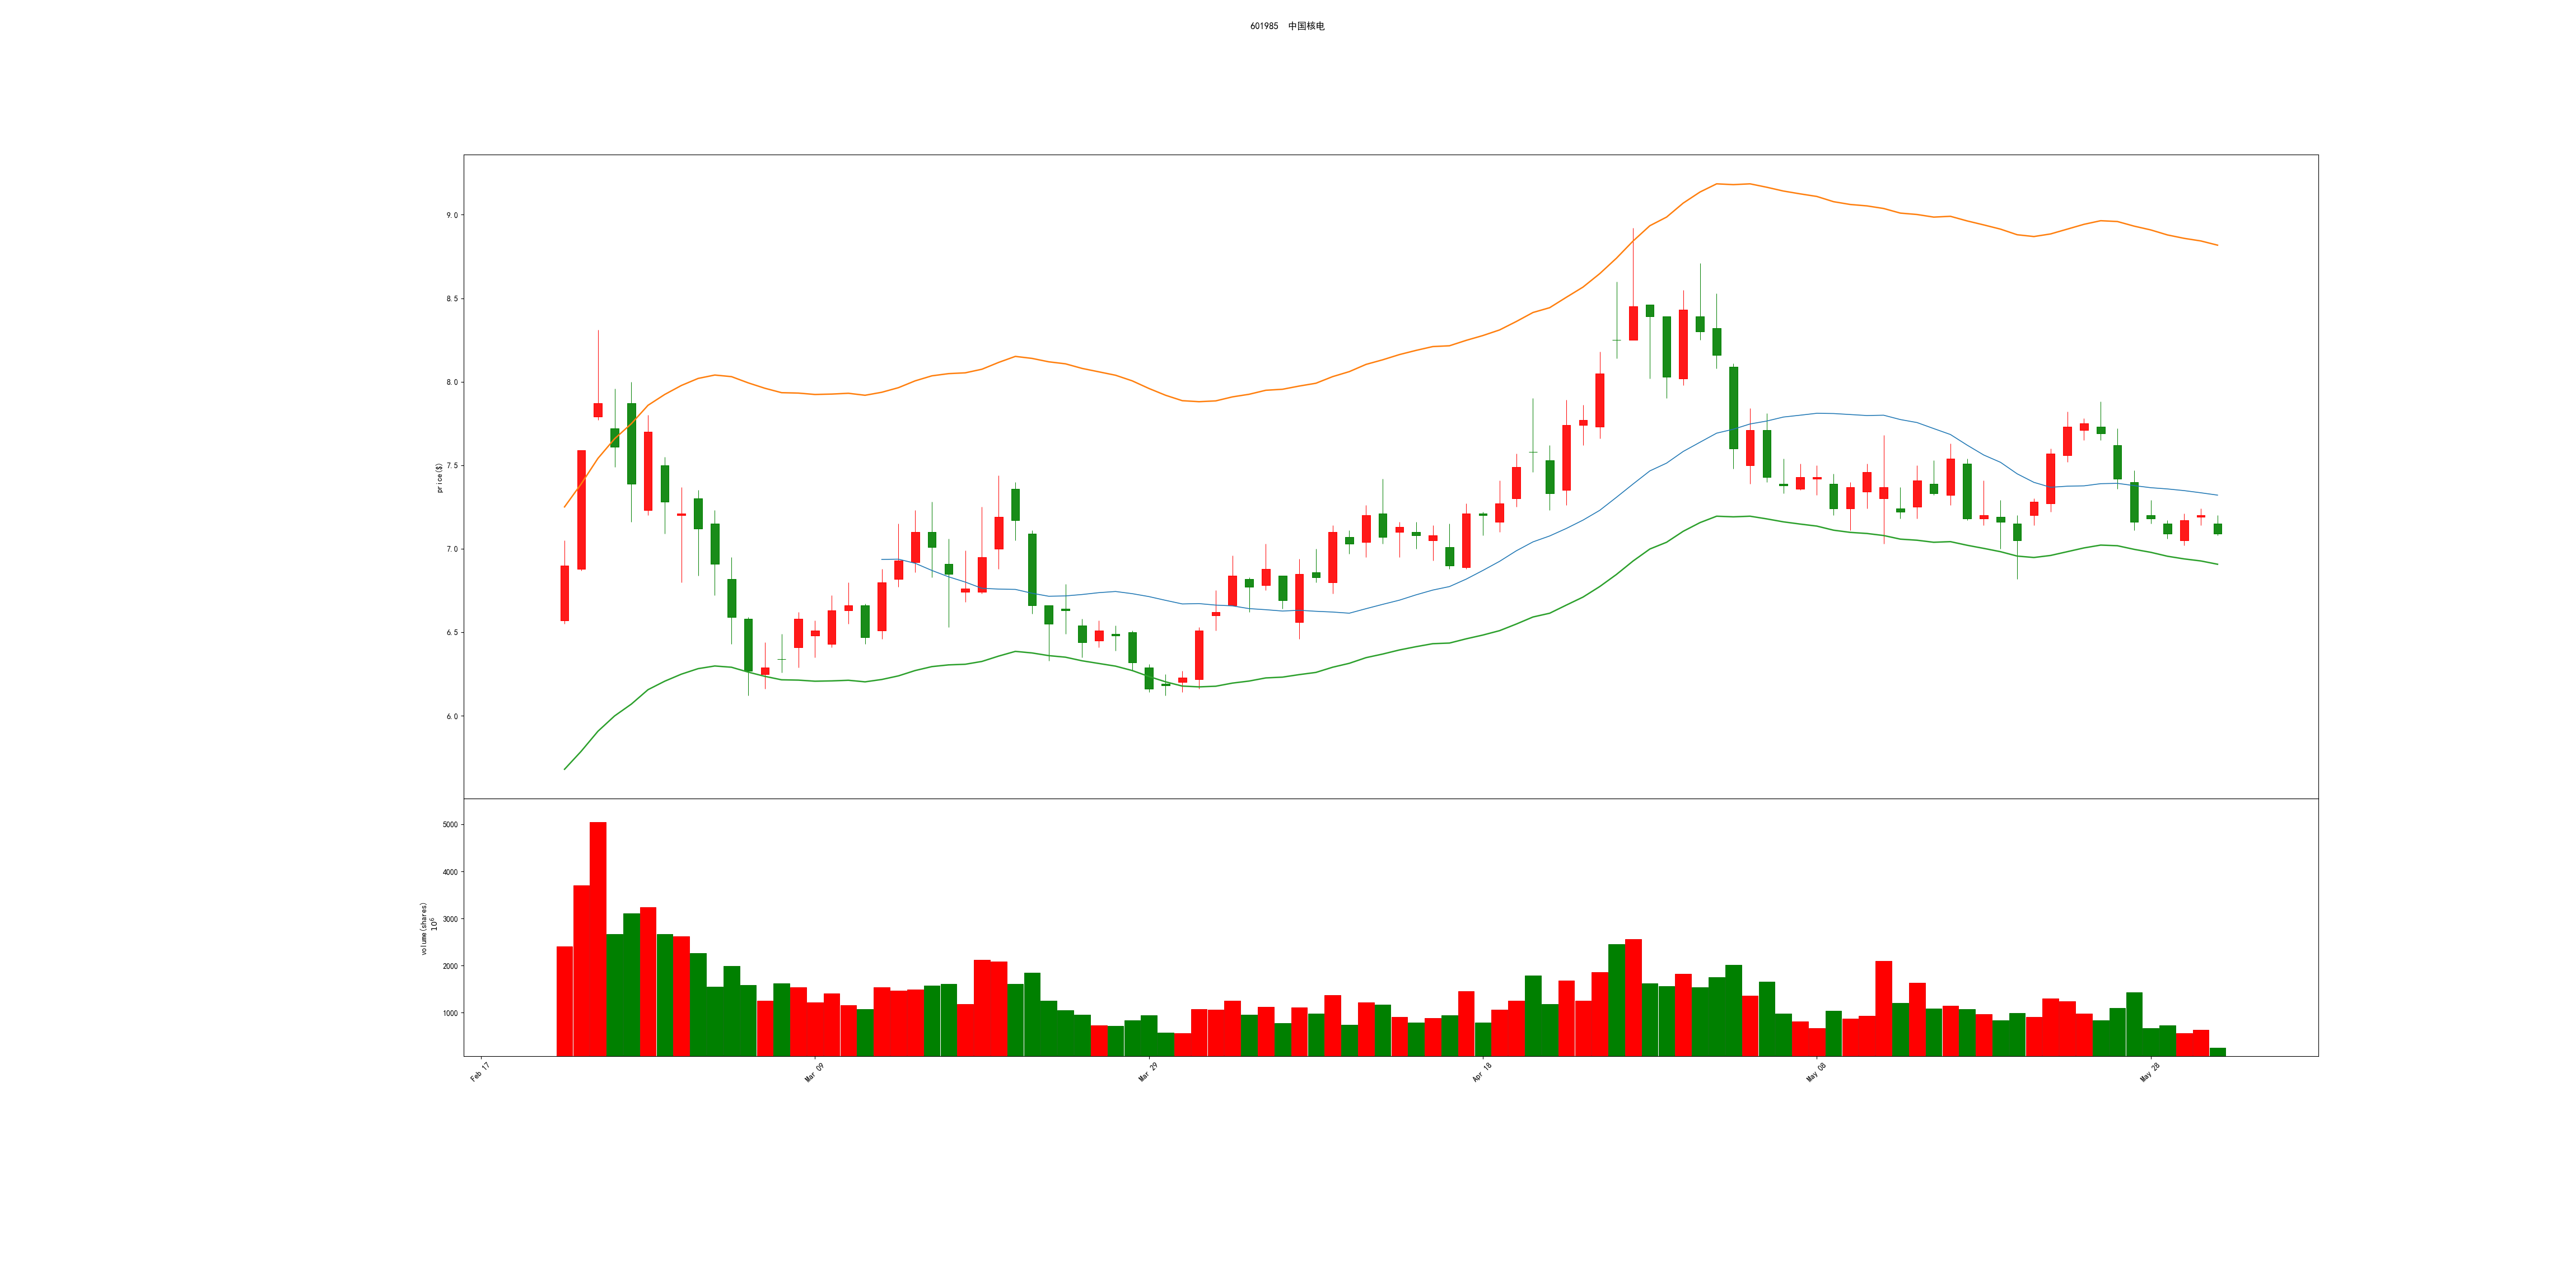 601985 中国核电
price($)
9.0
8.5
8.0
7.5
7.0
6.5
6.0
volume(shares)
10⁶
5000
4000
3000
2000
1000
Feb 17
Mar 09
Mar 29
Apr 18
May 08
May 28